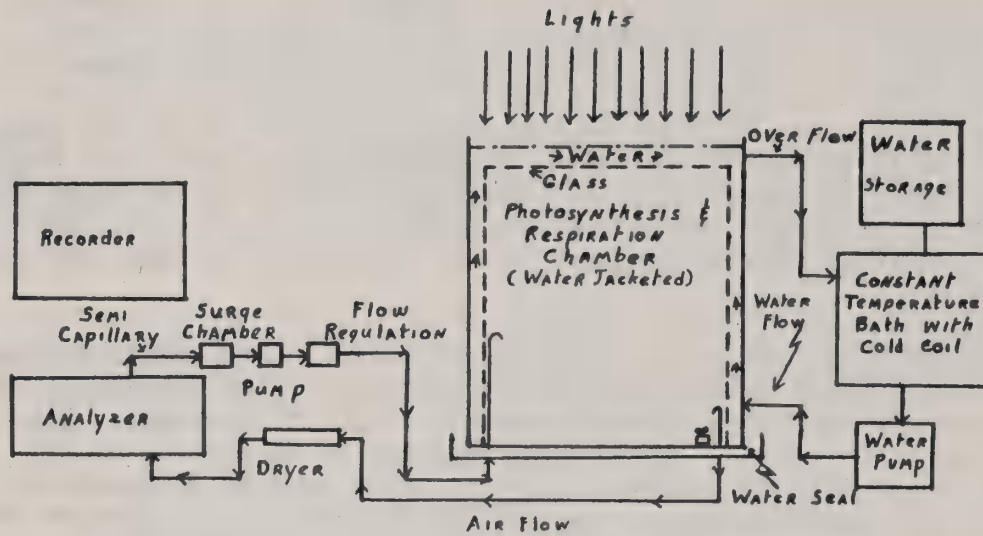 Lights
OVER FLOW
WATER
STORAGE
→WATER→
GLASS
PHOTOSYNTHESIS &
RESPIRATION
CHAMBER
(WATER JACKETED)
RECORDER
CONSTANT
TEMPERATURE
BATH WITH
COLD COIL
WATER
FLOW
SEMI
CAPILLARY
SURGE
CHAMBER
FLOW
REGULATION
PUMP
ANALYZER
DRYER
WATER
PUMP
WATER SEAL
AIR FLOW